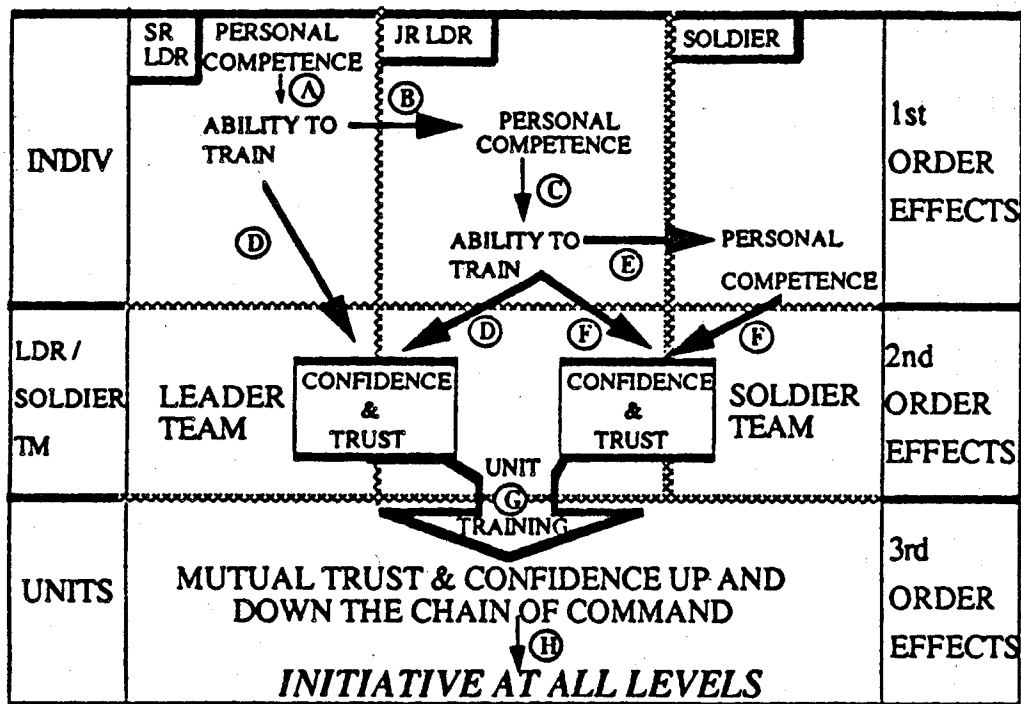 SR
LDR
PERSONAL
COMPETENCE
JR LDR
SOLDIER
A
B
ABILITY TO
TRAIN
PERSONAL
COMPETENCE
INDIV
1st
ORDER
EFFECTS
C
D
ABILITY TO
TRAIN
E
PERSONAL
COMPETENCE
D
F
F
LDR /
SOLDIER
TM
LEADER
TEAM
CONFIDENCE
&
TRUST
CONFIDENCE
&
TRUST
SOLDIER
TEAM
2nd
ORDER
EFFECTS
UNIT
G
TRAINING
UNITS
MUTUAL TRUST & CONFIDENCE UP AND
DOWN THE CHAIN OF COMMAND
H
INITIATIVE AT ALL LEVELS
3rd
ORDER
EFFECTS